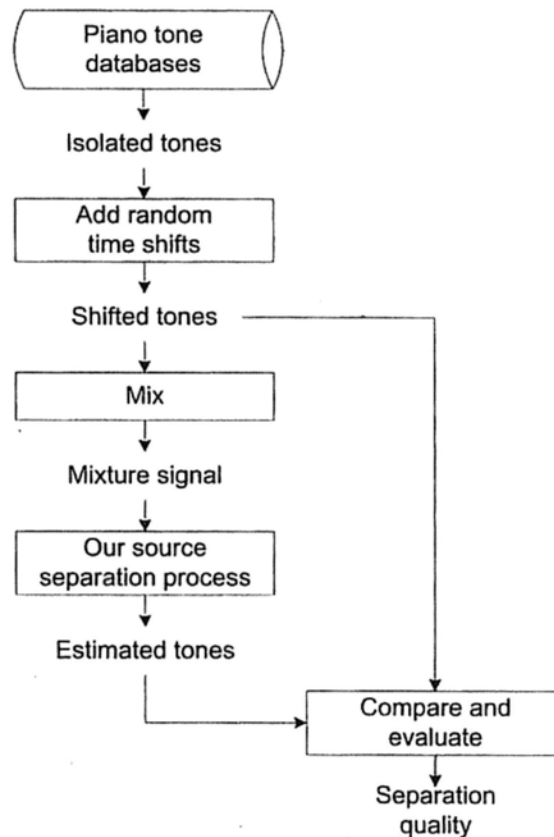 Piano tone
databases
Isolated tones
Add random
time shifts
Shifted tones
Mix
Mixture signal
Our source
separation process
Estimated tones
Compare and
evaluate
Separation
quality